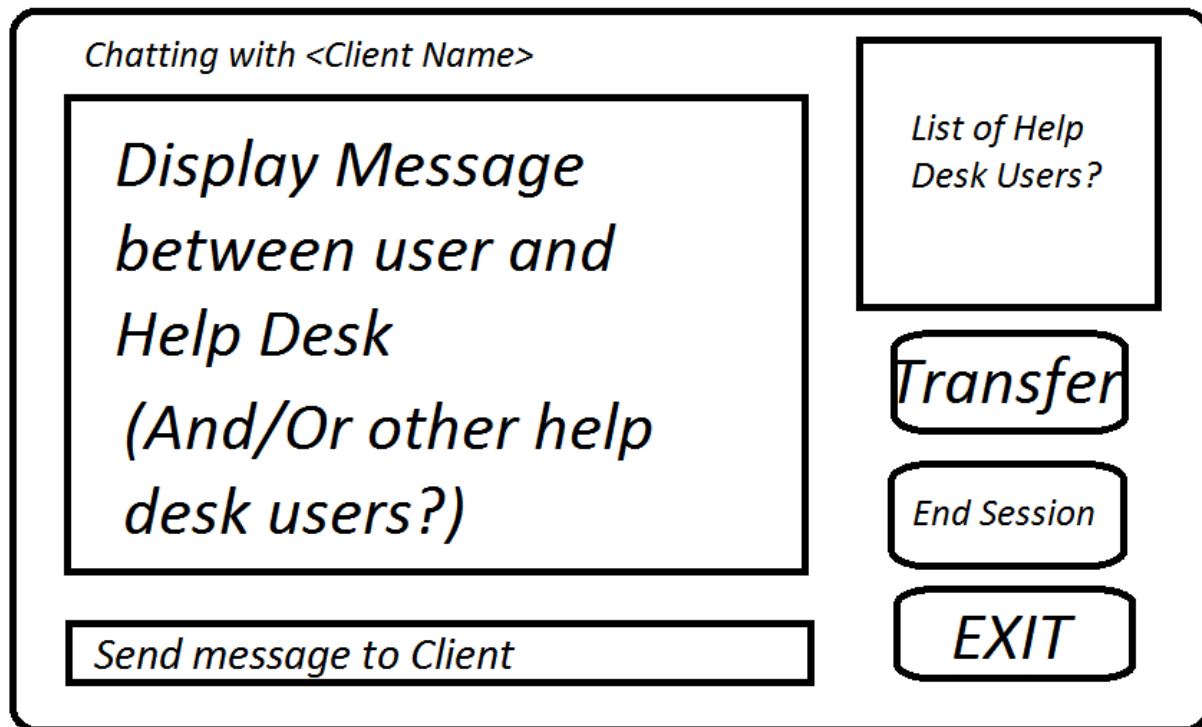 Chatting with <Client Name>
Display Message
between user and
Help Desk
(And/Or other help
desk users?)
Send message to Client
List of Help
Desk Users?
Transfer
End Session
EXIT